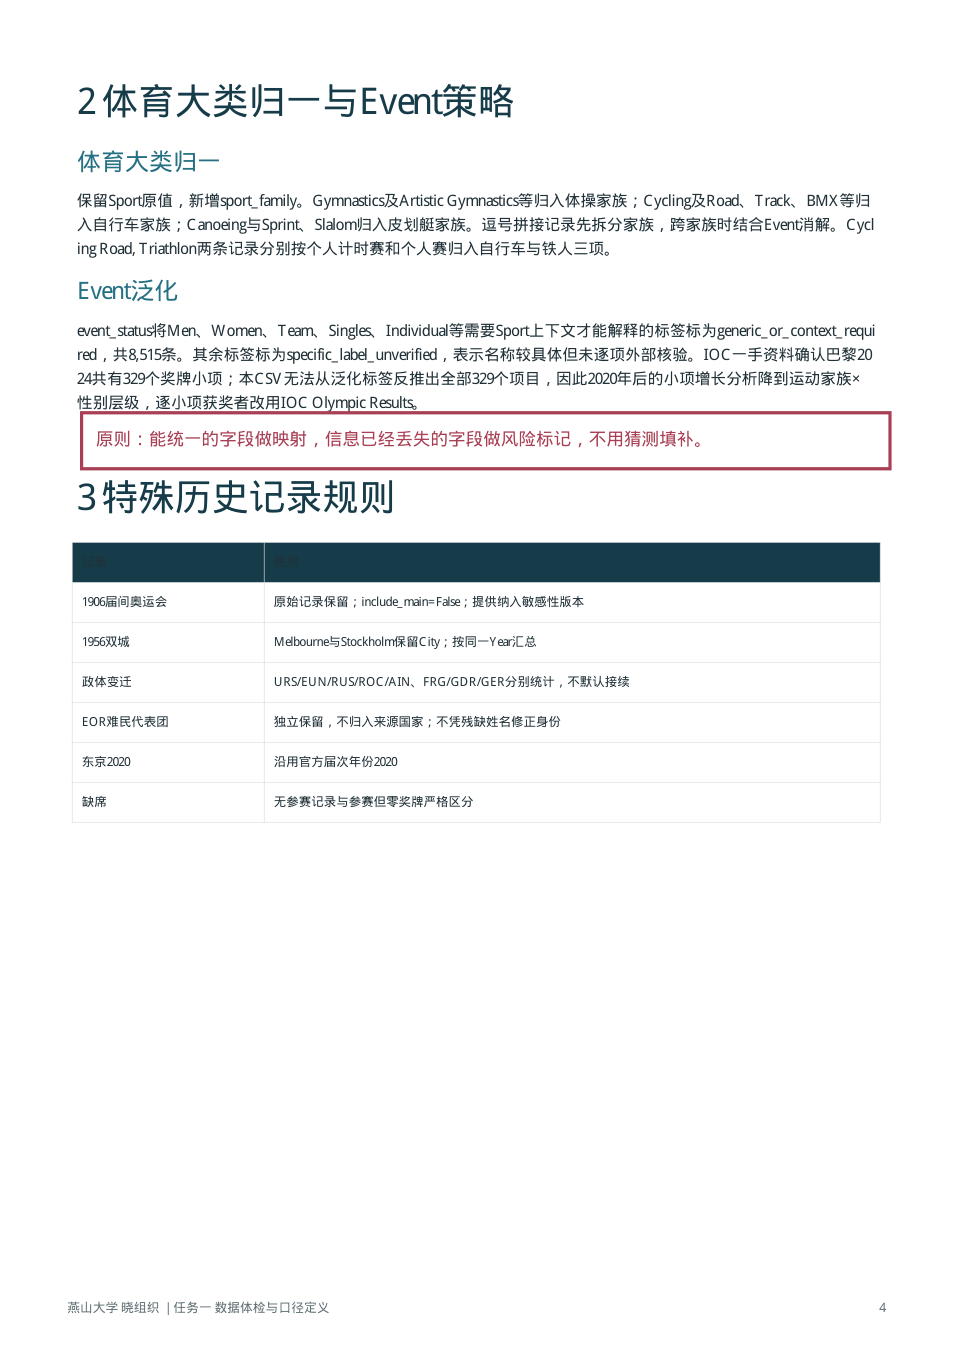 2 体育大类归一与Event策略
体育大类归一
保留Sport原值，新增sport_family。Gymnastics及Artistic Gymnastics等归入体操家族；Cycling及Road、Track、BMX等归
入自行车家族；Canoeing与Sprint、Slalom归入皮划艇家族。逗号拼接记录先拆分家族，跨家族时结合Event消解。Cycl
ing Road, Triathlon两条记录分别按个人计时赛和个人赛归入自行车与铁人三项。
Event泛化
event_status将Men、Women、Team、Singles、Individual等需要Sport上下文才能解释的标签标为generic_or_context_requi
red，共8,515条。其余标签标为specific_label_unverified，表示名称较具体但未逐项外部核验。IOC一手资料确认巴黎20
24共有329个奖牌小项；本CSV无法从泛化标签反推出全部329个项目，因此2020年后的小项增长分析降到运动家族×
性别层级，逐小项获奖者改用IOC Olympic Results。
原则：能统一的字段做映射，信息已经丢失的字段做风险标记，不用猜测填补。
3 特殊历史记录规则
1906届间奥运会 原始记录保留；include_main=False；提供纳入敏感性版本
1956双城 Melbourne与Stockholm保留City；按同一Year汇总
政体变迁 URS/EUN/RUS/ROC/AIN、FRG/GDR/GER分别统计，不默认接续
EOR难民代表团 独立保留，不归入来源国家；不凭残缺姓名修正身份
东京2020 沿用官方届次年份2020
缺席 无参赛记录与参赛但零奖牌严格区分
燕山大学 晓组织 | 任务一 数据体检与口径定义 4